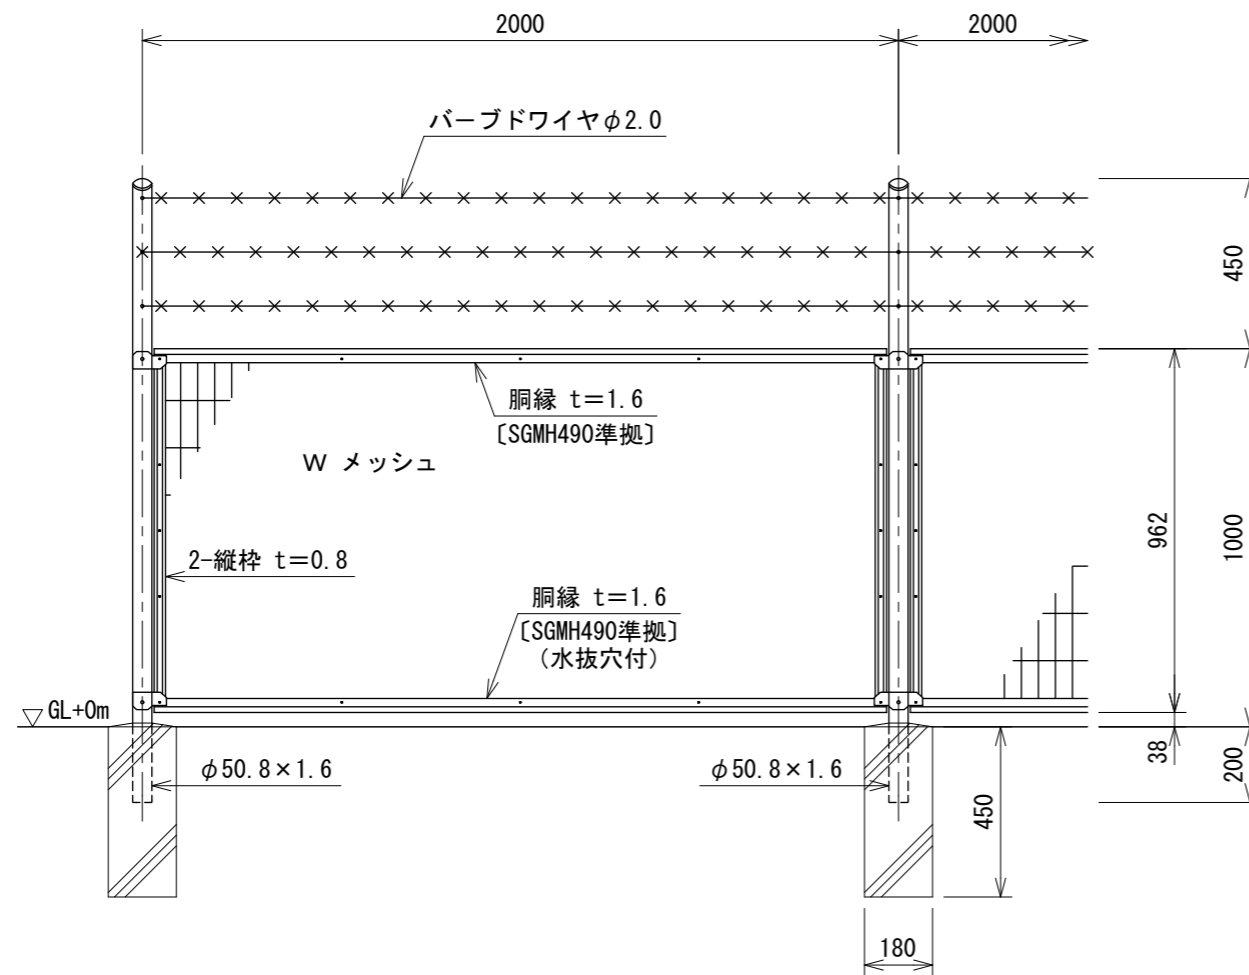 2000
2000
バーブドワイヤφ2.0
450
胴縁 t=1.6
〔SGMH490準拠〕
W メッシュ
962
1000
2-縦枠 t=0.8
胴縁 t=1.6
〔SGMH490準拠〕
(水抜穴付)
GL+0m
φ50.8×1.6
φ50.8×1.6
38
200
450
180